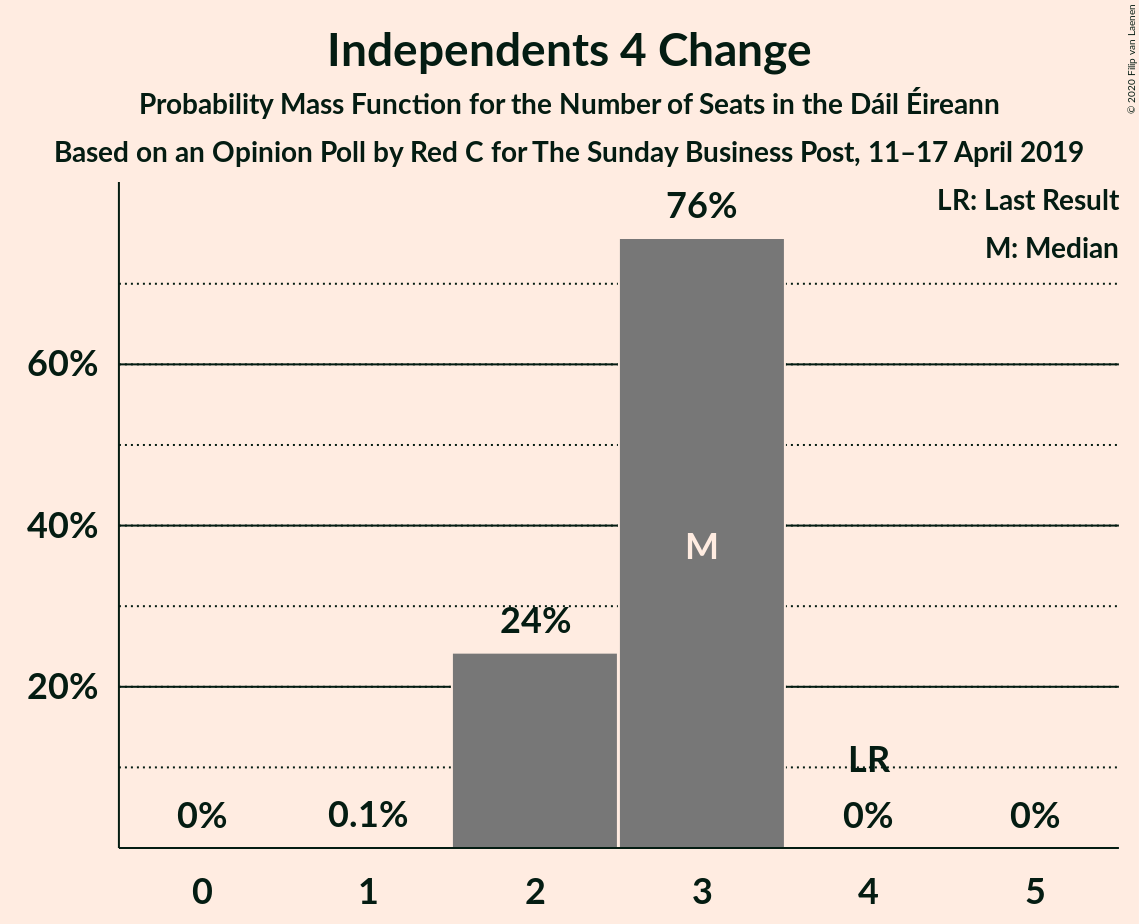 Independents 4 Change
Probability Mass Function for the Number of Seats in the Dáil Éireann
Based on an Opinion Poll by Red C for The Sunday Business Post, 11–17 April 2019
© 2020 Filip van Laenen
LR: Last Result
M: Median
76%
60%
40%
M
24%
20%
LR
0%
0.1%
0%
0%
0
1
2
3
4
5